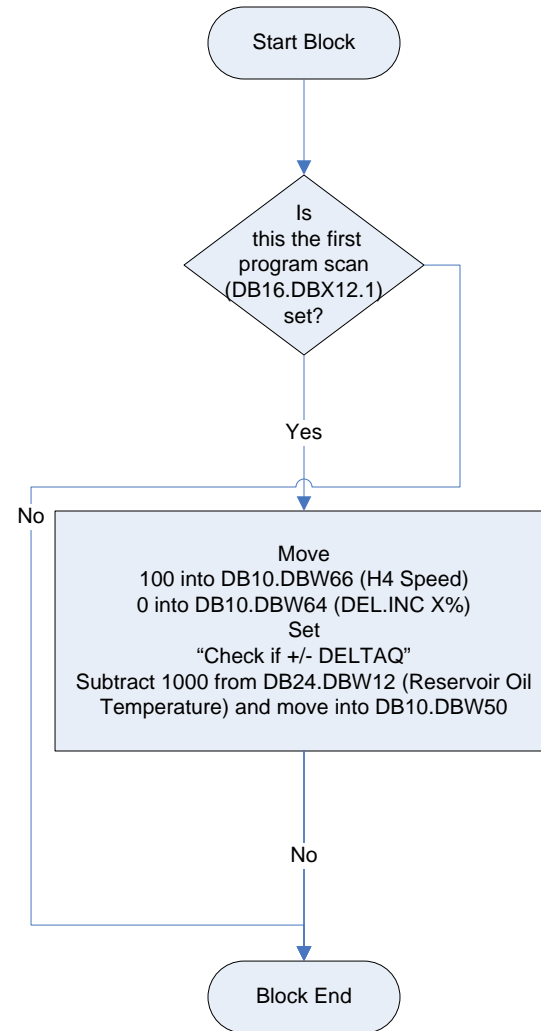 Start Block
Is
this the first
program scan
(DB16.DBX12.1)
set?
Yes
No
Move
100 into DB10.DBW66 (H4 Speed)
0 into DB10.DBW64 (DEL.INC X%)
Set
“Check if +/- DELTAQ”
Subtract 1000 from DB24.DBW12 (Reservoir Oil
Temperature) and move into DB10.DBW50
No
Block End